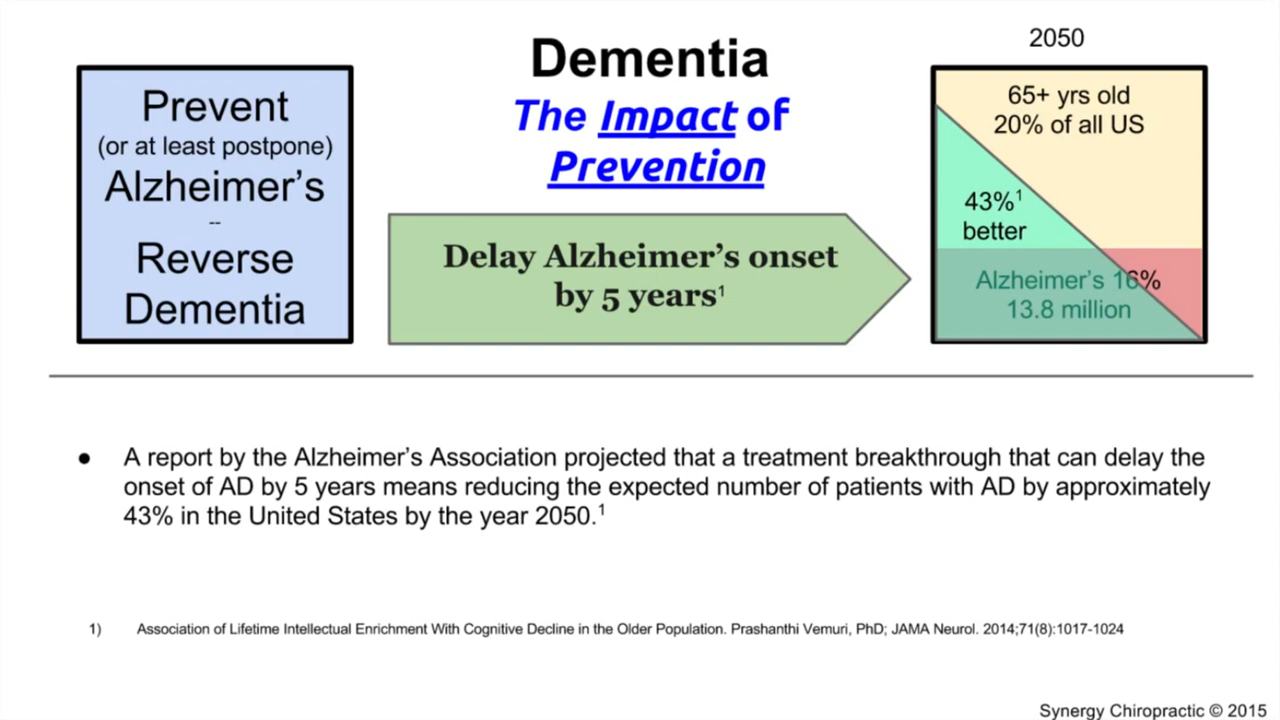 Dementia
The Impact of
Prevention
Prevent
(or at least postpone)
Alzheimer's
--
Reverse
Dementia
Delay Alzheimer's onset
by 5 years¹
2050
65+ yrs old
20% of all US
43%¹
better
Alzheimer's 16%
13.8 million
● A report by the Alzheimer's Association projected that a treatment breakthrough that can delay the
onset of AD by 5 years means reducing the expected number of patients with AD by approximately
43% in the United States by the year 2050.¹
1) Association of Lifetime Intellectual Enrichment With Cognitive Decline in the Older Population. Prashanthi Vemuri, PhD; JAMA Neurol. 2014;71(8):1017-1024
Synergy Chiropractic © 2015